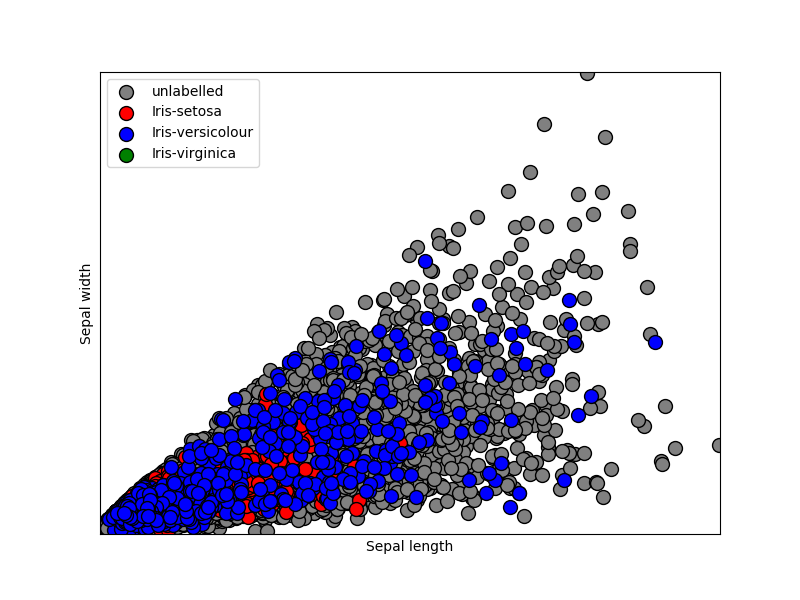 unlabelled
Iris-setosa
Iris-versicolour
Iris-virginica
Sepal width
Sepal length